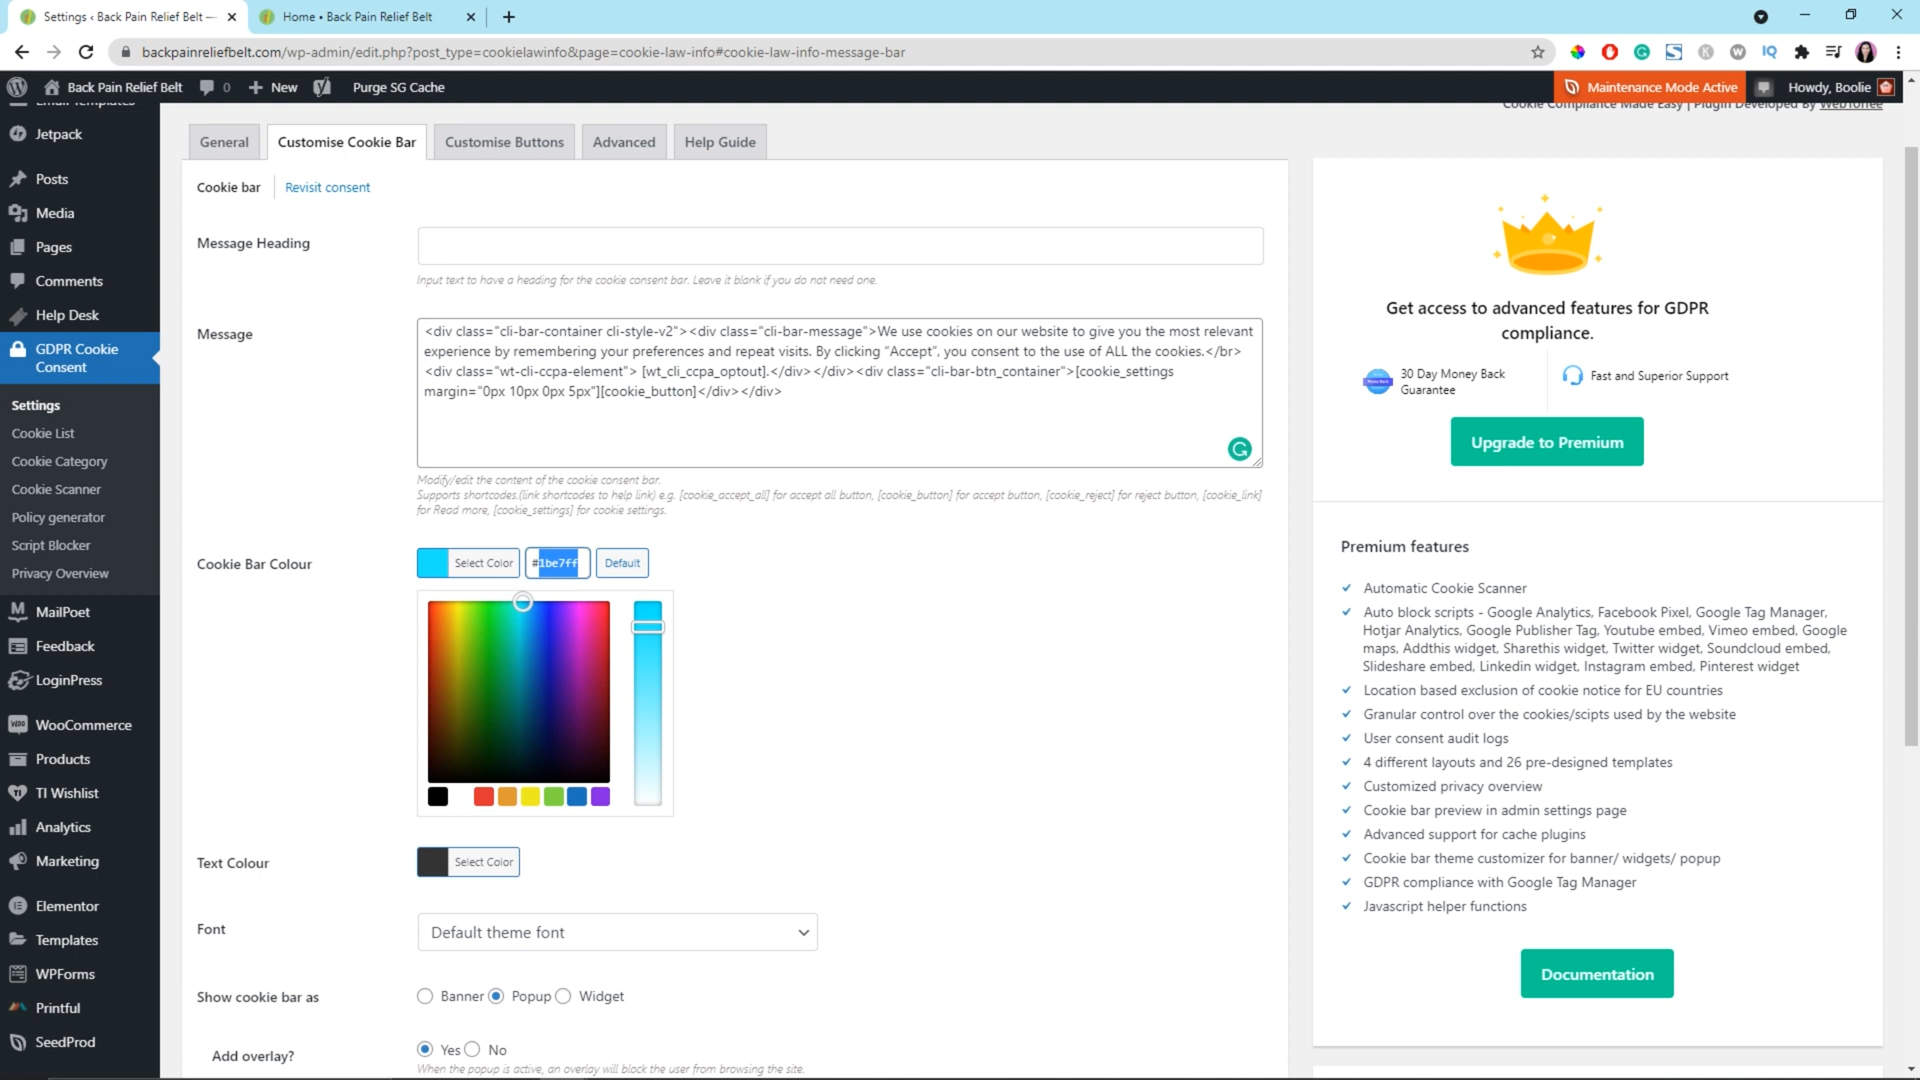 Settings ‹ Back Pain Relief Belt —
Home • Back Pain Relief Belt
backpainreliefbelt.com/wp-admin/edit.php?post_type=cookielawinfo&page=cookie-law-info#cookie-law-info-message-bar
Back Pain Relief Belt
0
New
Purge SG Cache
Maintenance Mode Active
Howdy, Boolie
Email Templates
Jetpack
Posts
Media
Pages
Comments
Help Desk
GDPR Cookie
Consent
Settings
Cookie List
Cookie Category
Cookie Scanner
Policy generator
Script Blocker
Privacy Overview
MailPoet
Feedback
LoginPress
WooCommerce
Products
TI Wishlist
Analytics
Marketing
Elementor
Templates
WPForms
Printful
SeedProd
Cookie Compliance Made Easy | Plugin Developed By WebToffee
General
Customise Cookie Bar
Customise Buttons
Advanced
Help Guide
Cookie bar
Revisit consent
Message Heading
Input text to have a heading for the cookie consent bar. Leave it blank if you do not need one.
Message
<div class="cli-bar-container cli-style-v2"><div class="cli-bar-message">We use cookies on our website to give you the most relevant
experience by remembering your preferences and repeat visits. By clicking “Accept”, you consent to the use of ALL the cookies.</br>
<div class="wt-cli-ccpa-element"> [wt_cli_ccpa_optout].</div></div><div class="cli-bar-btn_container">[cookie_settings
margin="0px 10px 0px 5px"][cookie_button]</div></div>
Modify/edit the content of the cookie consent bar.
Supports shortcodes.(link shortcodes to help link) e.g. [cookie_accept_all] for accept all button, [cookie_button] for accept button, [cookie_reject] for reject button, [cookie_link]
for Read more, [cookie_settings] for cookie settings.
Cookie Bar Colour
Select Color
#1be7ff
Default
Text Colour
Select Color
Font
Default theme font
Show cookie bar as
Banner
Popup
Widget
Add overlay?
Yes
No
When the popup is active, an overlay will block the user from browsing the site.
Get access to advanced features for GDPR
compliance.
30 Day Money Back
Guarantee
Fast and Superior Support
Upgrade to Premium
Premium features
Automatic Cookie Scanner
Auto block scripts - Google Analytics, Facebook Pixel, Google Tag Manager,
Hotjar Analytics, Google Publisher Tag, Youtube embed, Vimeo embed, Google
maps, Addthis widget, Sharethis widget, Twitter widget, Soundcloud embed,
Slideshare embed, Linkedin widget, Instagram embed, Pinterest widget
Location based exclusion of cookie notice for EU countries
Granular control over the cookies/scipts used by the website
User consent audit logs
4 different layouts and 26 pre-designed templates
Customized privacy overview
Cookie bar preview in admin settings page
Advanced support for cache plugins
Cookie bar theme customizer for banner/ widgets/ popup
GDPR compliance with Google Tag Manager
Javascript helper functions
Documentation